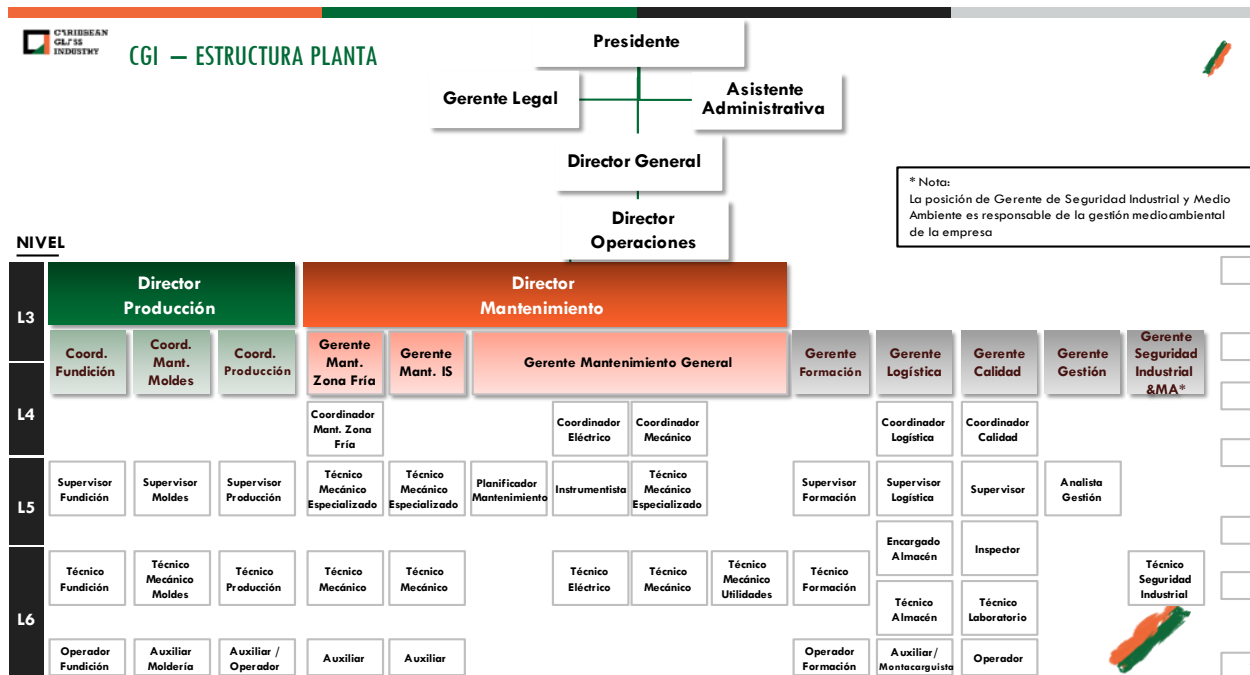 CARIBBEAN
GLASS
INDUSTRY
CGI – ESTRUCTURA PLANTA
Presidente
Gerente Legal
Asistente
Administrativa
Director General
Director
Operaciones
* Nota:
La posición de Gerente de Seguridad Industrial y Medio
Ambiente es responsable de la gestión medioambiental
de la empresa
NIVEL
L3
Director
Producción
Director
Mantenimiento
Coord.
Fundición
Coord.
Mant.
Moldes
Coord.
Producción
Gerente
Mant.
Zona Fría
Gerente
Mant. IS
Gerente Mantenimiento General
Gerente
Formación
Gerente
Logística
Gerente
Calidad
Gerente
Gestión
Gerente
Seguridad
Industrial
&MA*
L4
Coordinador
Mant. Zona
Fría
Coordinador
Eléctrico
Coordinador
Mecánico
Coordinador
Logística
Coordinador
Calidad
L5
Supervisor
Fundición
Supervisor
Moldes
Supervisor
Producción
Técnico
Mecánico
Especializado
Técnico
Mecánico
Especializado
Planificador
Mantenimiento
Instrumentista
Técnico
Mecánico
Especializado
Supervisor
Formación
Supervisor
Logística
Supervisor
Analista
Gestión
Encargado
Almacén
Inspector
L6
Técnico
Fundición
Técnico
Mecánico
Moldes
Técnico
Producción
Técnico
Mecánico
Técnico
Mecánico
Técnico
Eléctrico
Técnico
Mecánico
Técnico
Mecánico
Utilidades
Técnico
Formación
Técnico
Almacén
Técnico
Laboratorio
Técnico
Seguridad
Industrial
Operador
Fundición
Auxiliar
Moldería
Auxiliar /
Operador
Auxiliar
Auxiliar
Operador
Formación
Auxiliar/
Montacarguista
Operador